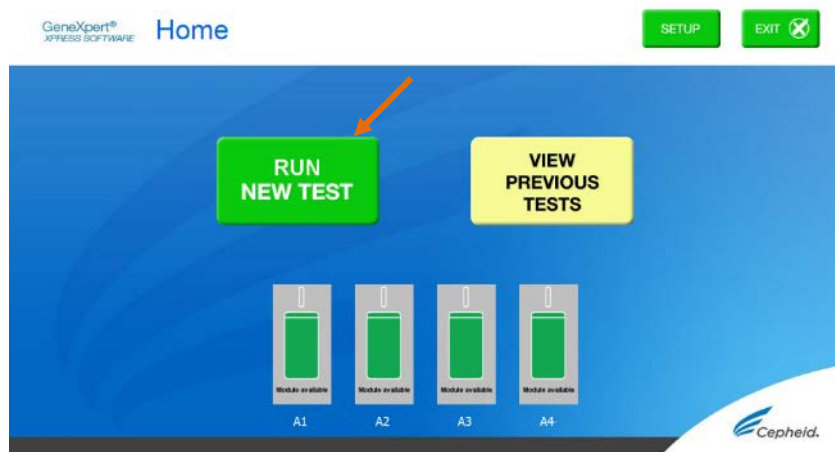 GeneXpert®
XPRESS SOFTWARE
Home
SETUP
EXIT
RUN
NEW TEST
VIEW
PREVIOUS
TESTS
Module available
Module available
Module available
Module available
A1
A2
A3
A4
Cepheid.